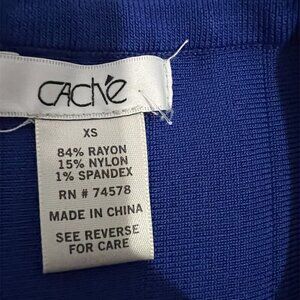 CAChé
XS
84% RAYON
15% NYLON
1% SPANDEX
RN # 74578
MADE IN CHINA
SEE REVERSE
FOR CARE